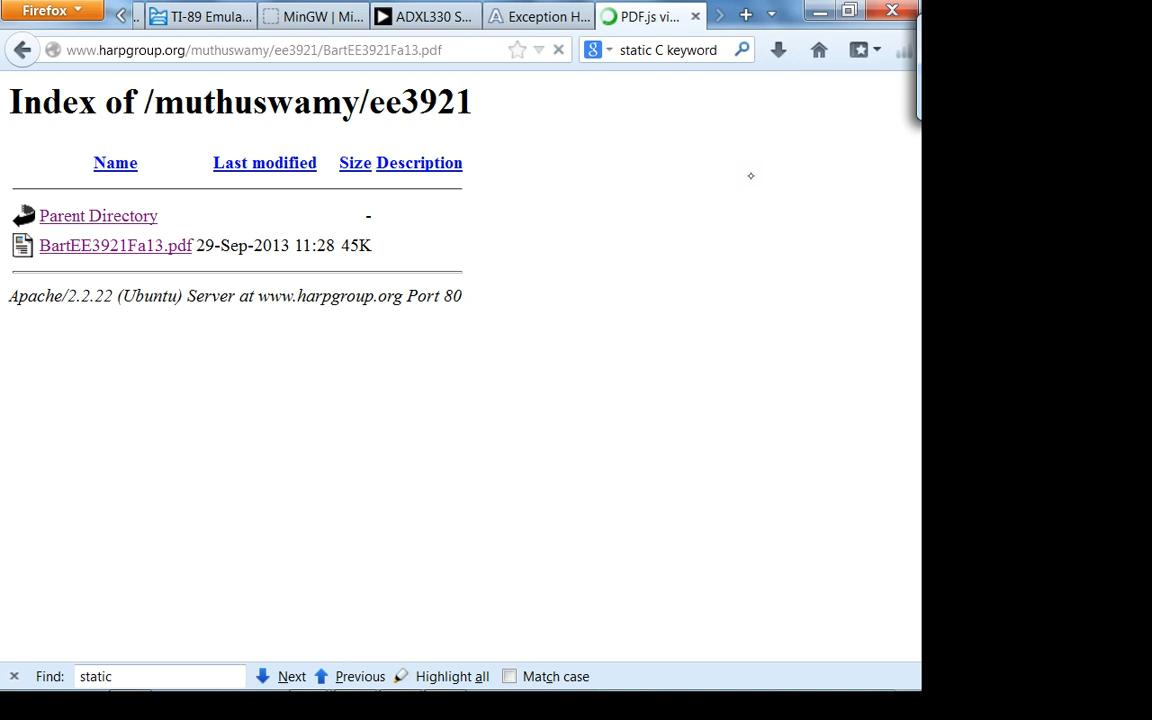 Firefox
.. TI-89 Emula... MinGW | Mi... ADXL330 S... Exception H... PDF.js vi...
www.harpgroup.org/muthuswamy/ee3921/BartEE3921Fa13.pdf static C keyword
Index of /muthuswamy/ee3921
Name Last modified Size Description
Parent Directory -
BartEE3921Fa13.pdf 29-Sep-2013 11:28 45K
Apache/2.2.22 (Ubuntu) Server at www.harpgroup.org Port 80
Find: static Next Previous Highlight all Match case